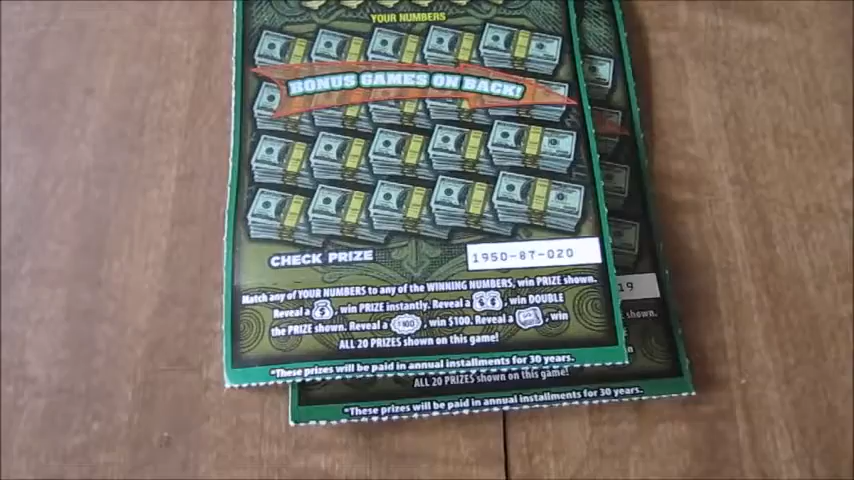 YOUR NUMBERS
BONUS GAMES ON BACK!
CHECK PRIZE
1950-87-020
Match any of YOUR NUMBERS to any of the WINNING NUMBERS, win PRIZE shown.
Reveal a win PRIZE instantly. Reveal a win DOUBLE
the PRIZE shown. Reveal a win $100. Reveal a win
ALL 20 PRIZES shown on this game!
*These prizes will be paid in annual installments for 30 years.
19
shown.
ALL 20 PRIZES shown on this game!
*These prizes will be paid in annual installments for 30 years.